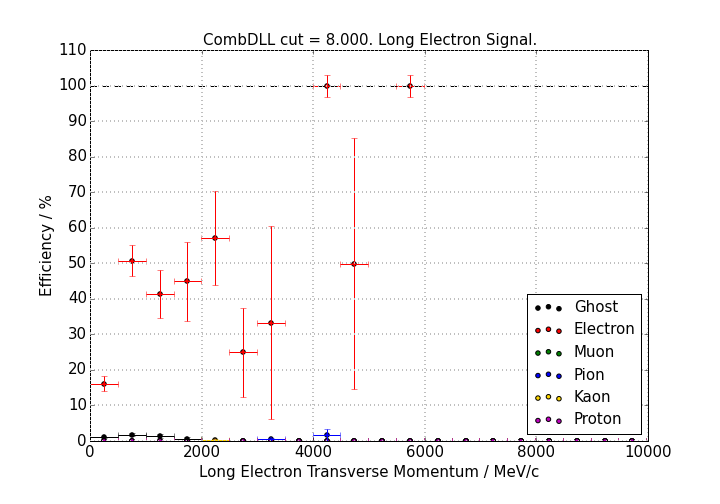 CombDLL cut = 8.000. Long Electron Signal.
110
100
90
80
70
60
50
40
30
20
10
0
Efficiency / %
Ghost
Electron
Muon
Pion
Kaon
Proton
0 2000 4000 6000 8000 10000
Long Electron Transverse Momentum / MeV/c